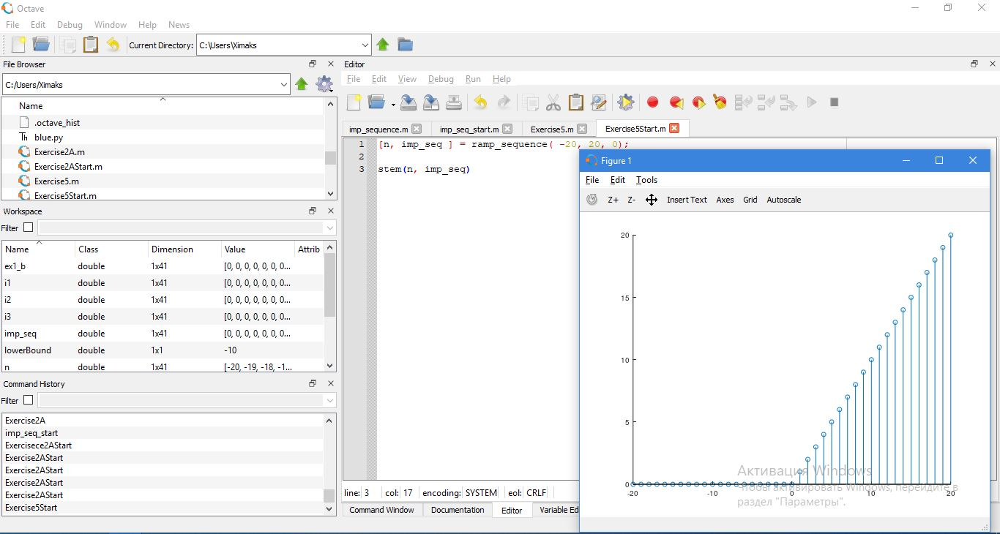 Octave
File Edit Debug Window Help News
Current Directory: C:\Users\Ximaks
File Browser
C:/Users/Ximaks
Name
.octave_hist
blue.py
Exercise2A.m
Exercise2AStart.m
Exercise5.m
Exercise5Start.m
Workspace
Filter
Name Class Dimension Value Attrib
ex1_b double 1x41 [0, 0, 0, 0, 0, 0, 0...
i1 double 1x41 [0, 0, 0, 0, 0, 0, 0...
i2 double 1x41 [0, 0, 0, 0, 0, 0, 0...
i3 double 1x41 [0, 0, 0, 0, 0, 0, 0...
imp_seq double 1x41 [0, 0, 0, 0, 0, 0, 0...
lowerBound double 1x1 -10
n double 1x41 [-20, -19, -18, -1...
Command History
Filter
Exercise2A
imp_seq_start
Exercisece2AStart
Exercise2AStart
Exercise2AStart
Exercise2AStart
Exercise2AStart
Exercise5Start
Editor
File Edit View Debug Run Help
imp_sequence.m imp_seq_start.m Exercise5.m Exercise5Start.m
1 [n, imp_seq ] = ramp_sequence( -20, 20, 0);
2
3 stem(n, imp_seq)
line: 3 col: 17 encoding: SYSTEM eol: CRLF
Command Window Documentation Editor Variable Ed
Figure 1
File Edit Tools
Z+ Z- Insert Text Axes Grid Autoscale
20
15
10
5
0
-20 -10 0 10 20
Активация Windows
Чтобы активировать Windows, перейдите в
раздел "Параметры".